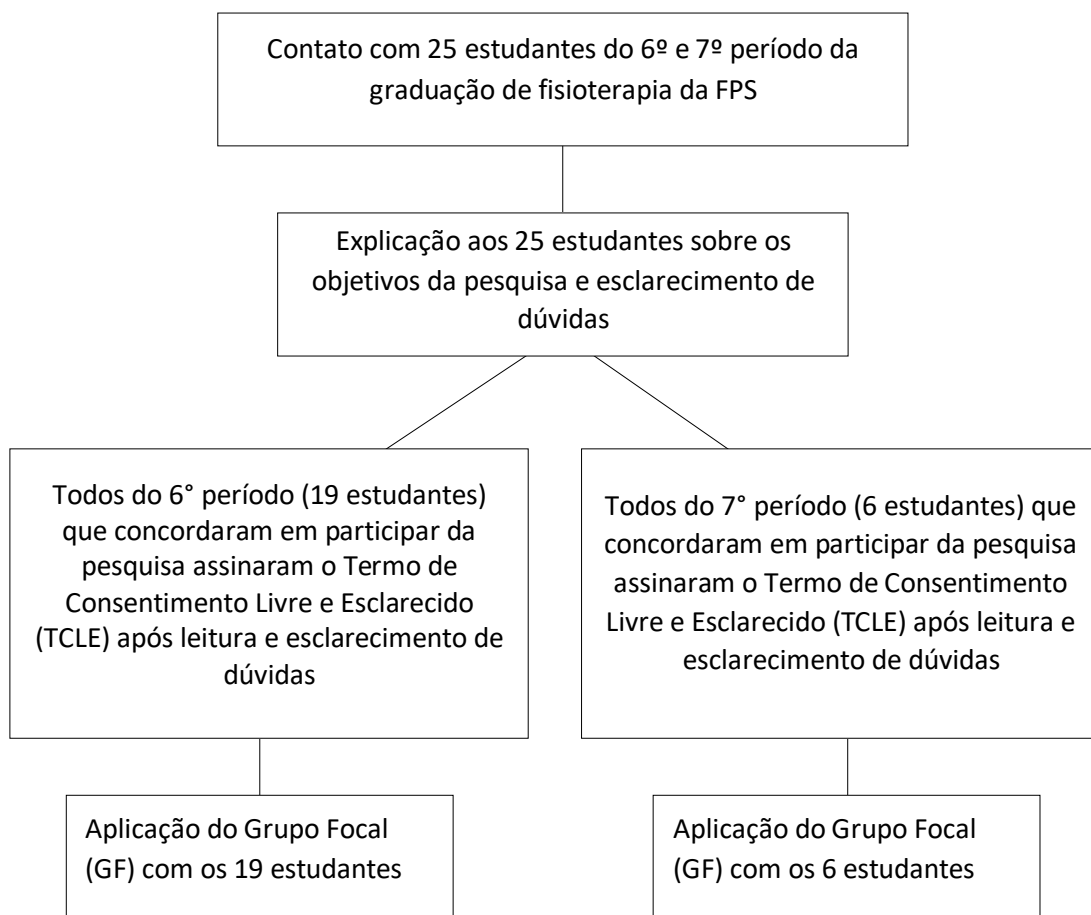 Contato com 25 estudantes do 6º e 7º período da
graduação de fisioterapia da FPS
Explicação aos 25 estudantes sobre os
objetivos da pesquisa e esclarecimento de
dúvidas
Todos do 6° período (19 estudantes)
que concordaram em participar da
pesquisa assinaram o Termo de
Consentimento Livre e Esclarecido
(TCLE) após leitura e esclarecimento de
dúvidas
Todos do 7° período (6 estudantes) que
concordaram em participar da pesquisa
assinaram o Termo de Consentimento
Livre e Esclarecido (TCLE) após leitura e
esclarecimento de dúvidas
Aplicação do Grupo Focal
(GF) com os 19 estudantes
Aplicação do Grupo Focal
(GF) com os 6 estudantes